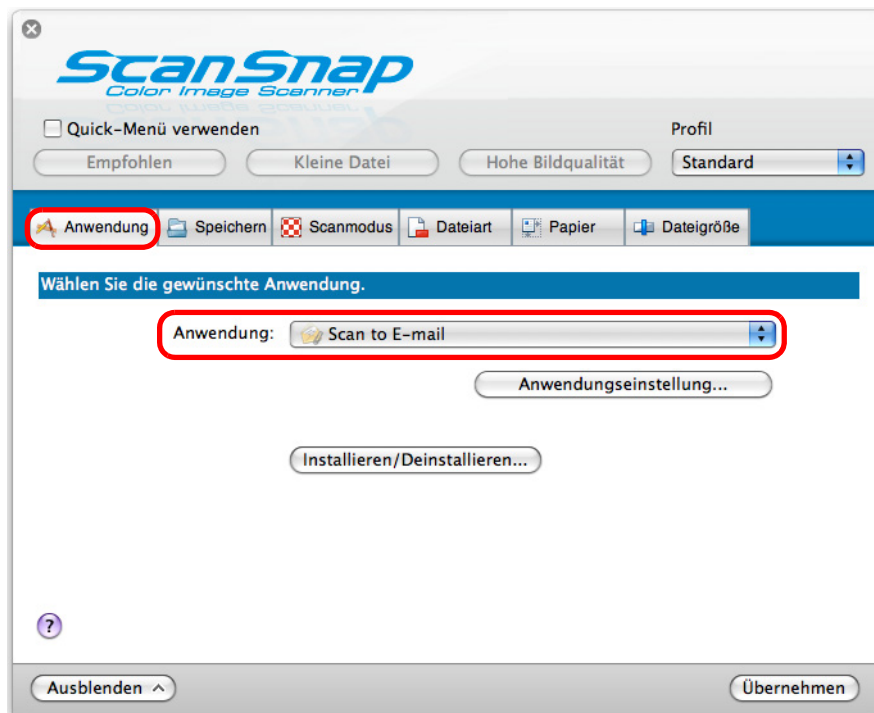 ScanSnap
Color Image Scanner
Quick-Menü verwenden
Profil
Empfohlen Kleine Datei Hohe Bildqualität Standard
Anwendung Speichern Scanmodus Dateiart Papier Dateigröße
Wählen Sie die gewünschte Anwendung.
Anwendung: Scan to E-mail
Anwendungseinstellung...
Installieren/Deinstallieren...
?
Ausblenden Übernehmen